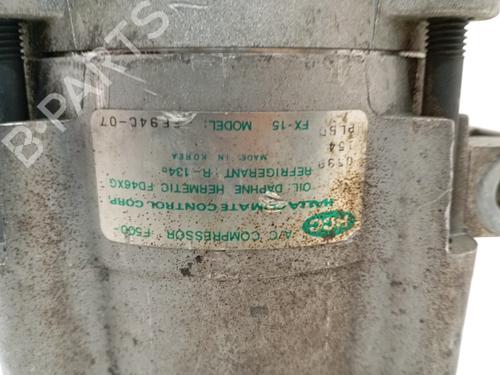 HCC A/C COMPRESSOR F500-
HALLA CLIMATE CONTROL CORP.
OIL DAPHNE HERMETIC FD46XG
REFRIGERANT : R-134a
MADE IN KOREA
FX-15 MODEL:
B-PARTS